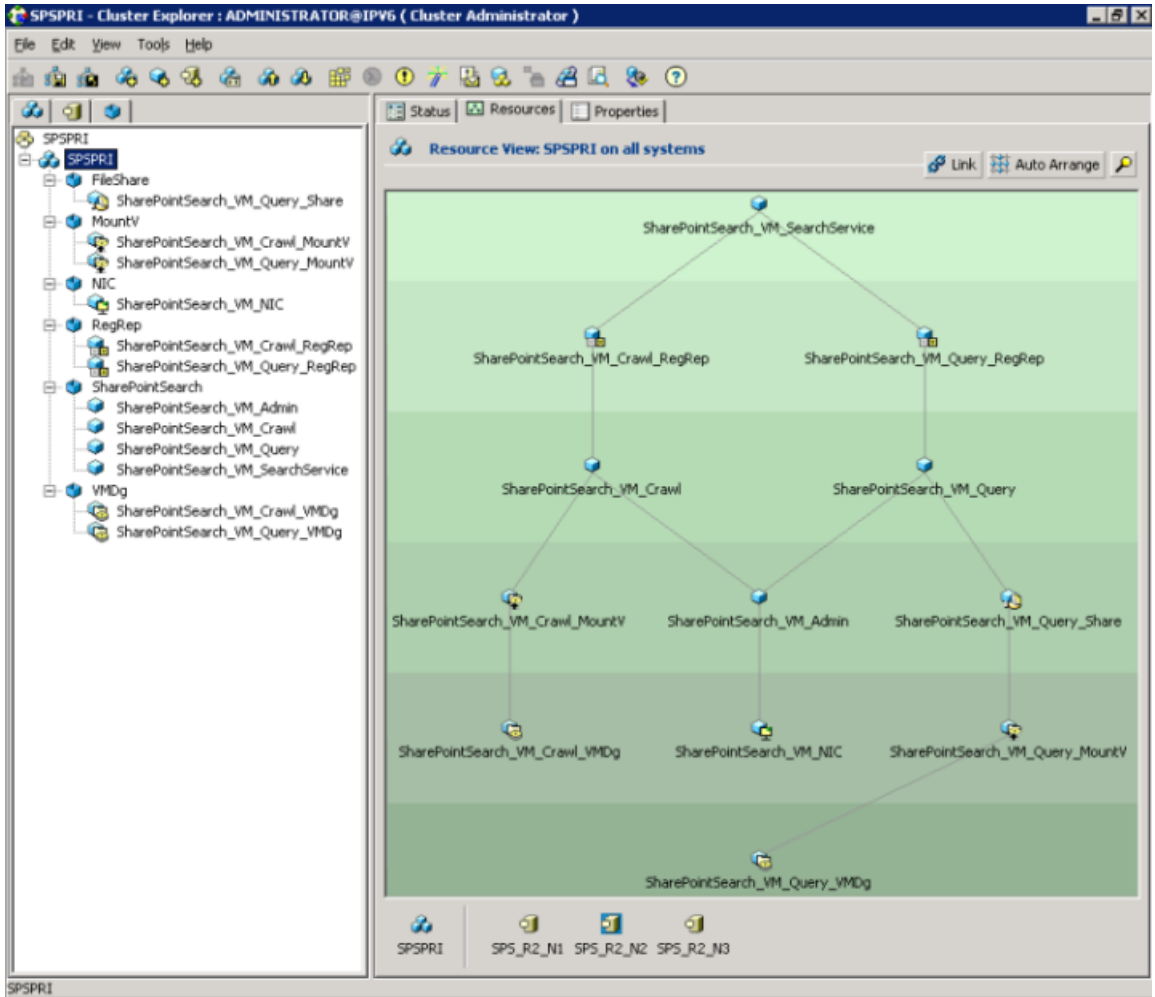 SPSPRI - Cluster Explorer : ADMINISTRATOR@IPV6 ( Cluster Administrator )
File Edit View Tools Help
SPSPRI
SPSPRI
FileShare
SharePointSearch_VM_Query_Share
MountV
SharePointSearch_VM_Crawl_MountV
SharePointSearch_VM_Query_MountV
NIC
SharePointSearch_VM_NIC
RegRep
SharePointSearch_VM_Crawl_RegRep
SharePointSearch_VM_Query_RegRep
SharePointSearch
SharePointSearch_VM_Admin
SharePointSearch_VM_Crawl
SharePointSearch_VM_Query
SharePointSearch_VM_SearchService
VMDg
SharePointSearch_VM_Crawl_VMDg
SharePointSearch_VM_Query_VMDg
Status Resources Properties
Resource View: SPSPRI on all systems
Link Auto Arrange
SharePointSearch_VM_SearchService
SharePointSearch_VM_Crawl_RegRep SharePointSearch_VM_Query_RegRep
SharePointSearch_VM_Crawl SharePointSearch_VM_Query
SharePointSearch_VM_Crawl_MountV SharePointSearch_VM_Admin SharePointSearch_VM_Query_Share
SharePointSearch_VM_Crawl_VMDg SharePointSearch_VM_NIC SharePointSearch_VM_Query_MountV
SharePointSearch_VM_Query_VMDg
SPSPRI SPS_R2_N1 SPS_R2_N2 SPS_R2_N3
SPSPRI